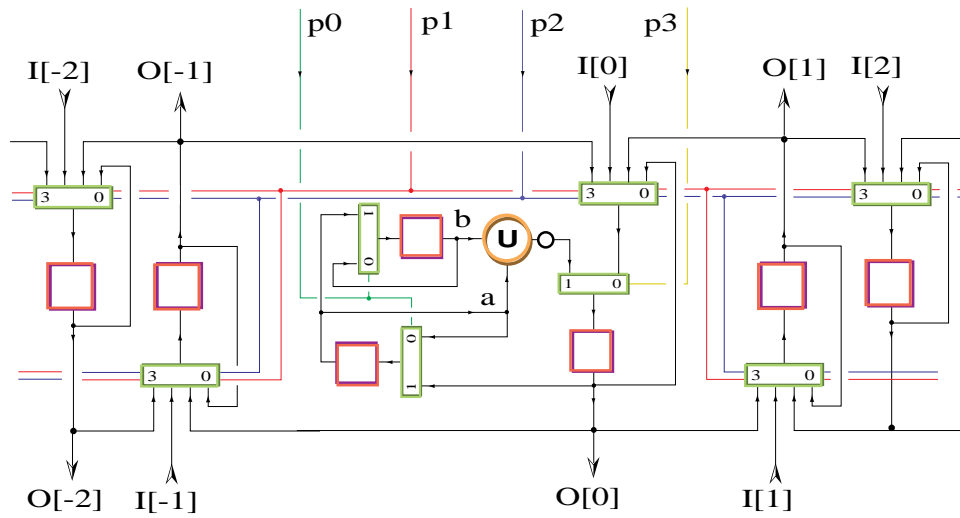 p0 p1 p2 p3
I[-2] O[-1] I[0] O[1] I[2]
3 0 3 0 3 0
1 0 b U
1 0
a
0 1
3 0 3 0
O[-2] I[-1] O[0] I[1]